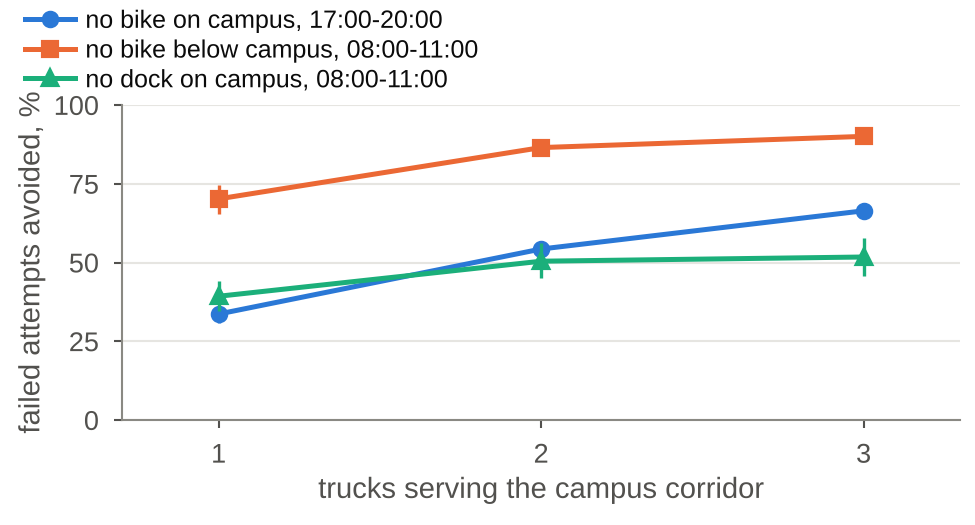 no bike on campus, 17:00-20:00
no bike below campus, 08:00-11:00
no dock on campus, 08:00-11:00
failed attempts avoided, %
100
75
50
25
0
1 2 3
trucks serving the campus corridor